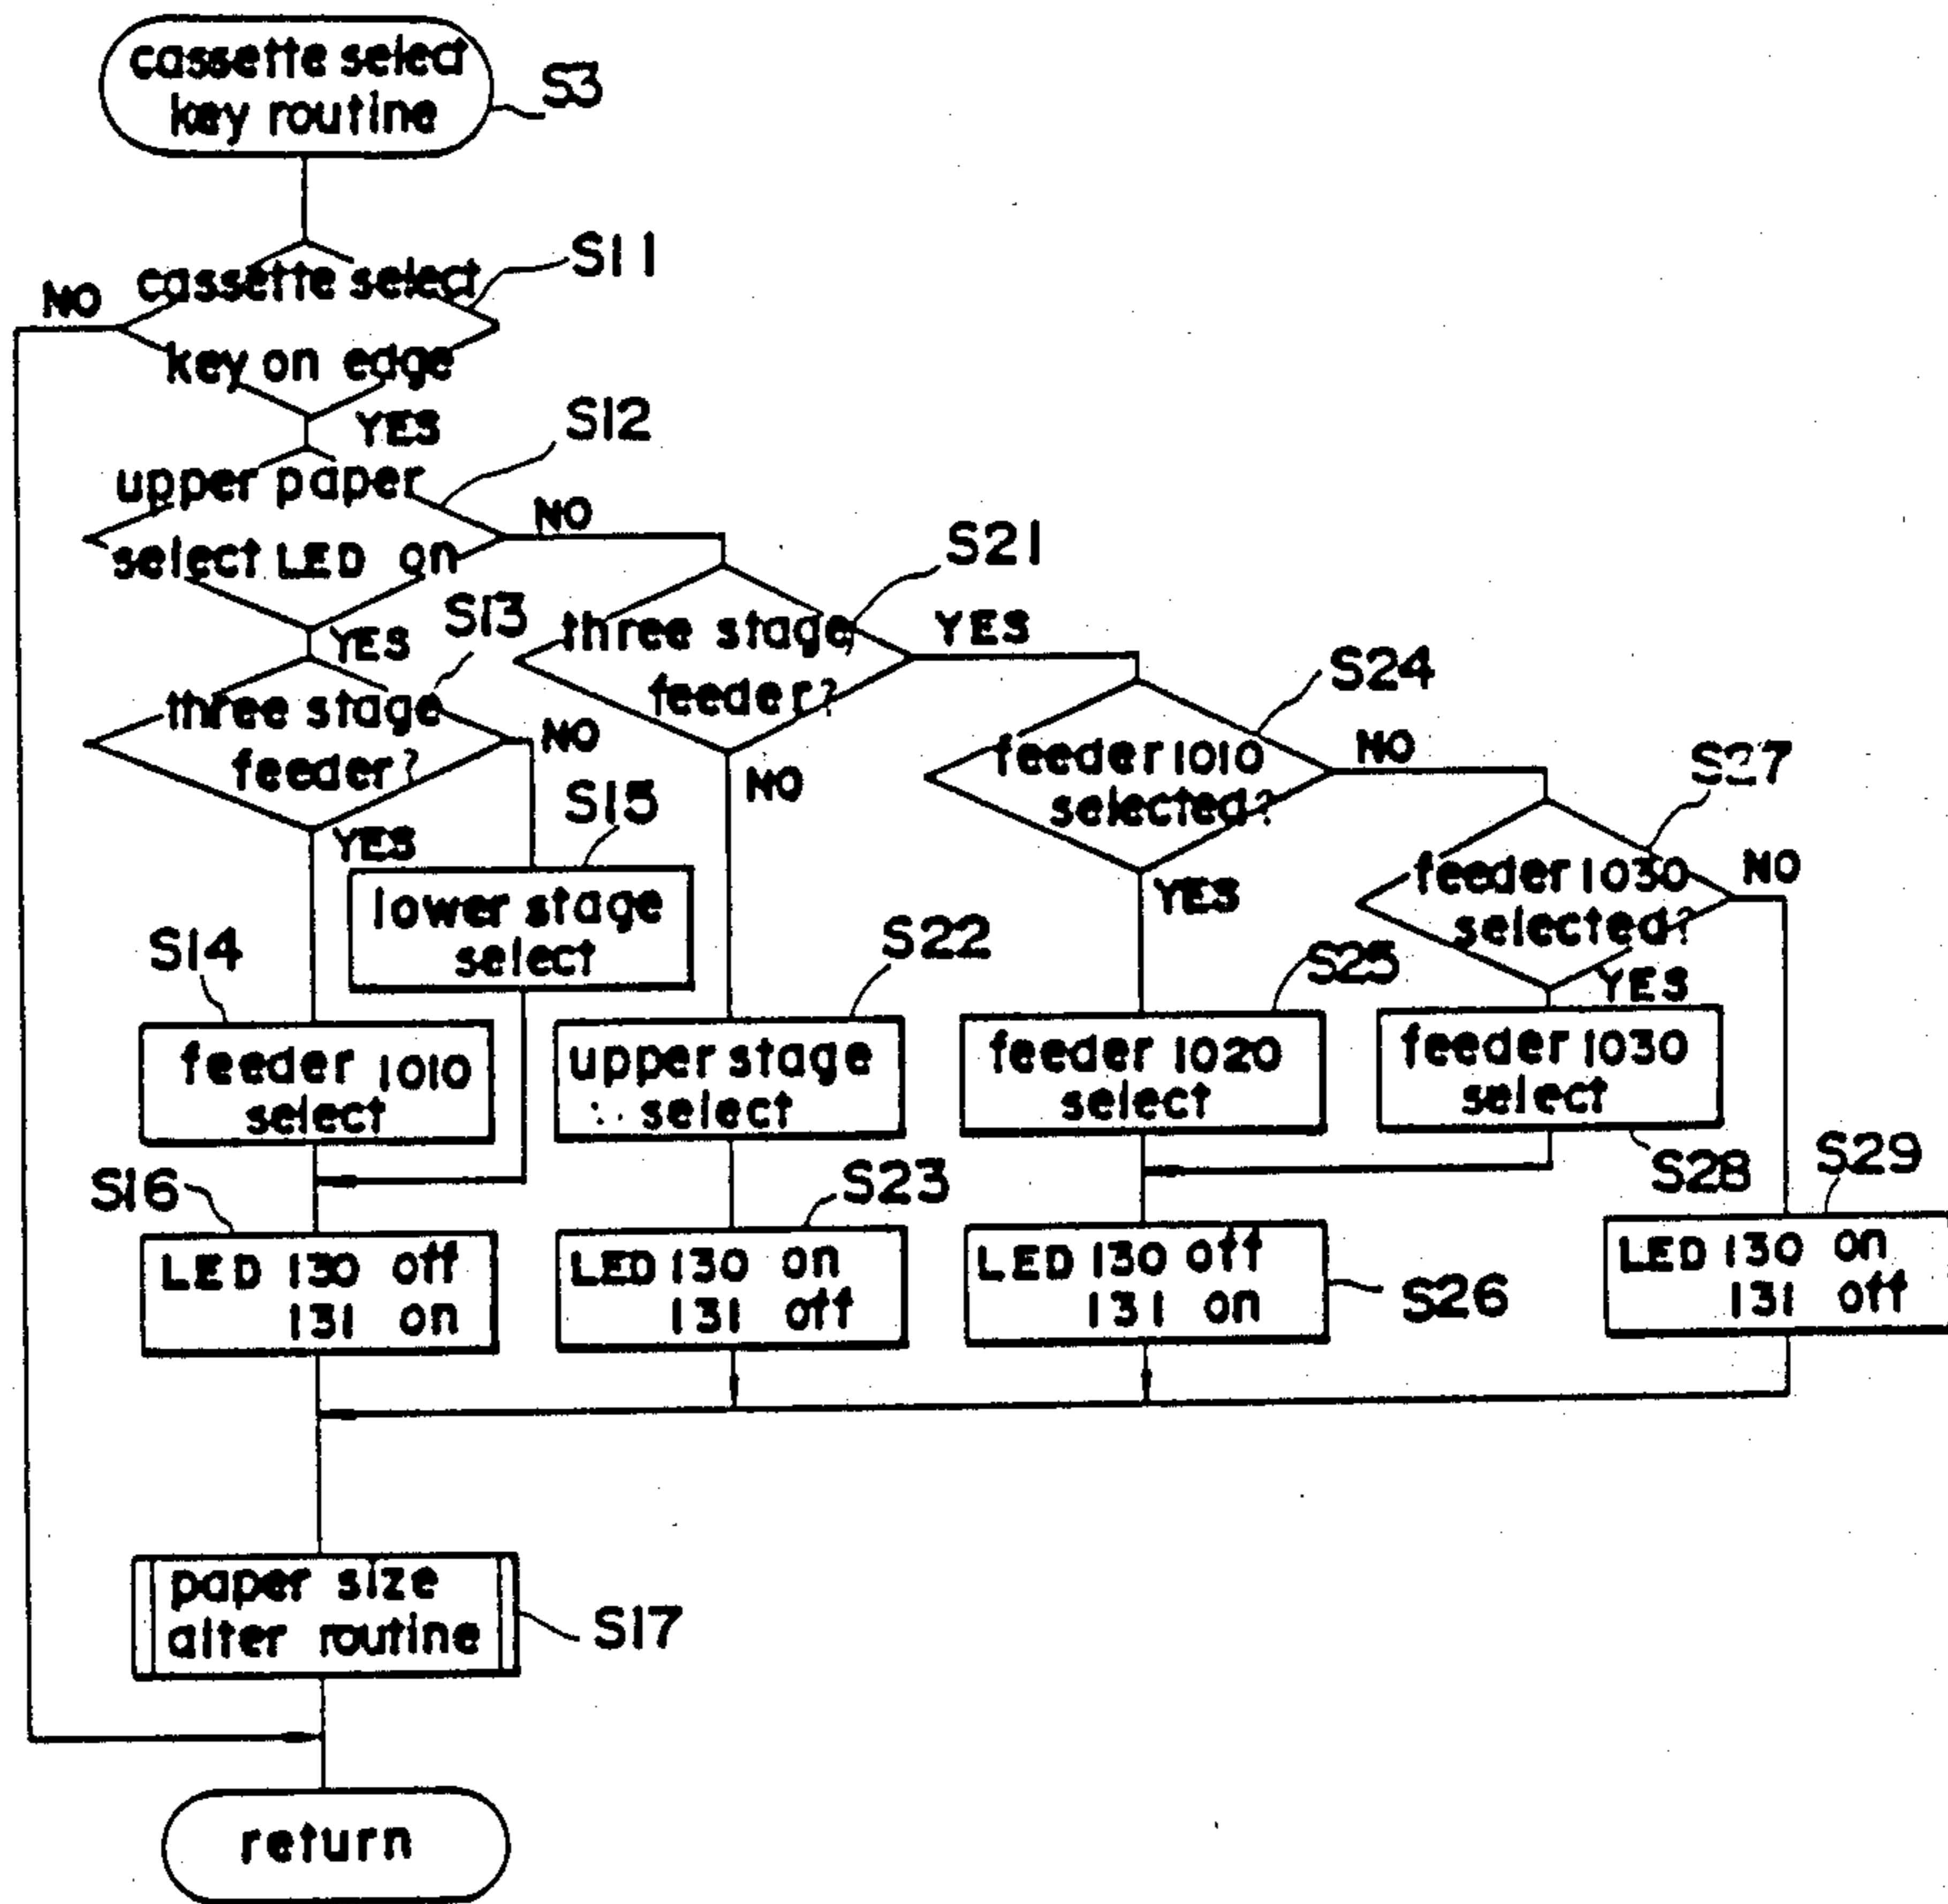 cassette select
key routine
S3
cassette select
key on edge
S11
NO
YES
upper paper
select LED on
S12
NO
YES
three stage
feeder?
S13
NO
YES
three stage
feeder?
S21
YES
NO
feeder 1010
selected?
S24
NO
YES
feeder 1030
selected?
S27
NO
YES
lower stage
select
S15
feeder 1010
select
S14
upper stage
select
S22
feeder 1020
select
S25
feeder 1030
select
S28
LED 130 off
131 on
S16
LED 130 on
131 off
S23
LED 130 off
131 on
S26
LED 130 on
131 off
S29
paper size
alter routine
S17
return